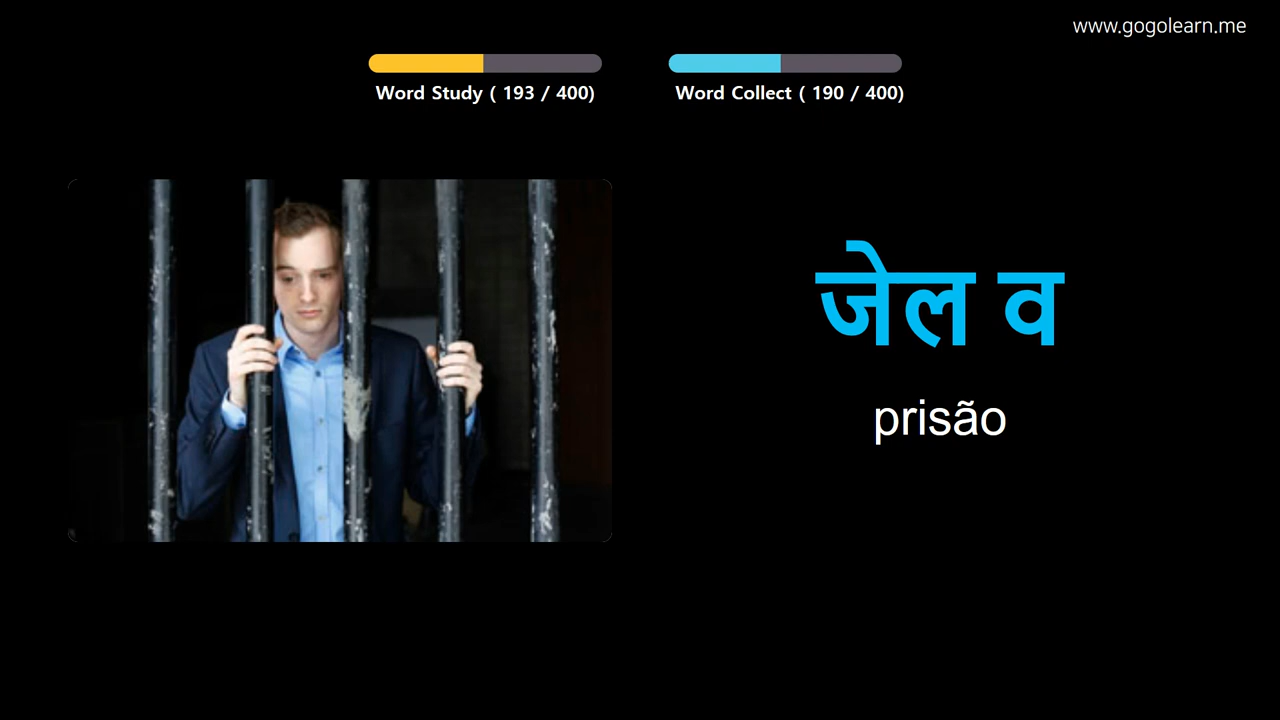 www.gogolearn.me
Word Study ( 193 / 400)
Word Collect ( 190 / 400)
जेल व
prisão